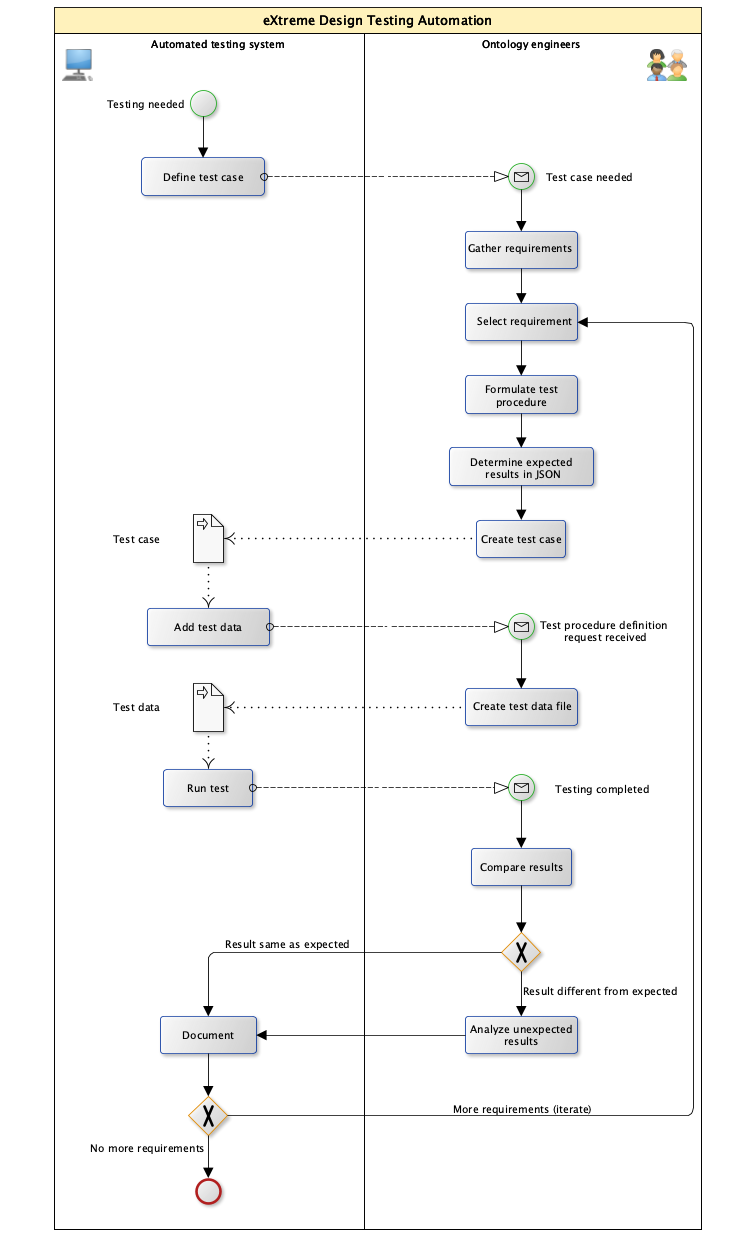 eXtreme Design Testing Automation
Automated testing system
Ontology engineers
Testing needed
Define test case
Test case needed
Gather requirements
Select requirement
Formulate test
procedure
Determine expected
results in JSON
Test case
Create test case
Add test data
Test procedure definition
request received
Test data
Create test data file
Run test
Testing completed
Compare results
Result same as expected
Result different from expected
Document
Analyze unexpected
results
More requirements (iterate)
No more requirements